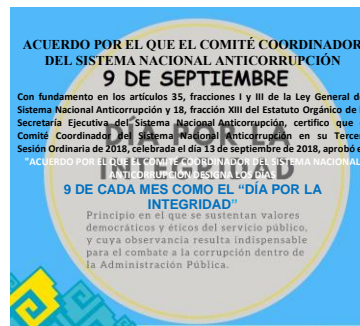 ACUERDO POR EL QUE EL COMITÉ COORDINADOR
DEL SISTEMA NACIONAL ANTICORRUPCIÓN
9 DE SEPTIEMBRE
Con fundamento en los artículos 35, fracciones I y III de la Ley General de
Sistema Nacional Anticorrupción y 18, fracción XIII del Estatuto Orgánico de
Secretaría Ejecutiva del Sistema Nacional Anticorrupción, certifico que
Comité Coordinador del Sistema Nacional Anticorrupción en su Tercer
Sesión Ordinaria de 2018, celebrada el día 13 de septiembre de 2018, aprobó e
DÍA POR LA
INTEGRIDAD
"ACUERDO POR EL QUE EL COMITÉ COORDINADOR DEL SISTEMA NACIONAL
ANTICORRUPCIÓN DESIGNA LOS DÍAS
9 DE CADA MES COMO EL "DÍA POR LA
INTEGRIDAD"
Principio en el que se sustentan valores
democráticos y éticos del servicio público,
y cuya observancia resulta indispensable
para el combate a la corrupción dentro de
la Administración Pública.